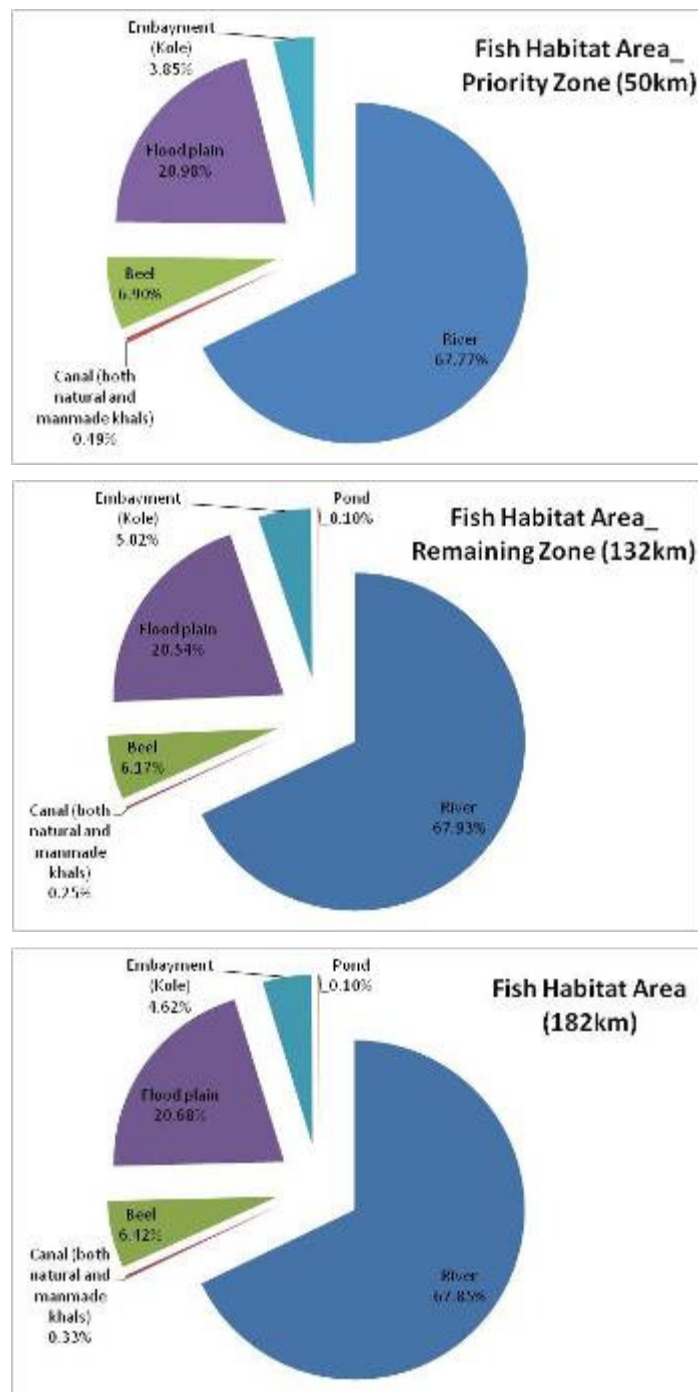 Embayment
(Kole)
3.85%
Fish Habitat Area_
Priority Zone (50km)
Flood plain
20.98%
Beel
6.90%
River
67.77%
Canal (both
natural and
manmade khals)
0.49%
Embayment
(Kole)
5.02%
Pond
0.10%
Fish Habitat Area_
Remaining Zone (132km)
Flood plain
20.54%
Beel
6.17%
River
67.93%
Canal (both
natural and
manmade
khals)
0.25%
Embayment
(Kole)
4.62%
Pond
0.10%
Fish Habitat Area
(182km)
Flood plain
20.68%
Beel
6.42%
River
67.85%
Canal (both
natural and
manmade
khals)
0.33%